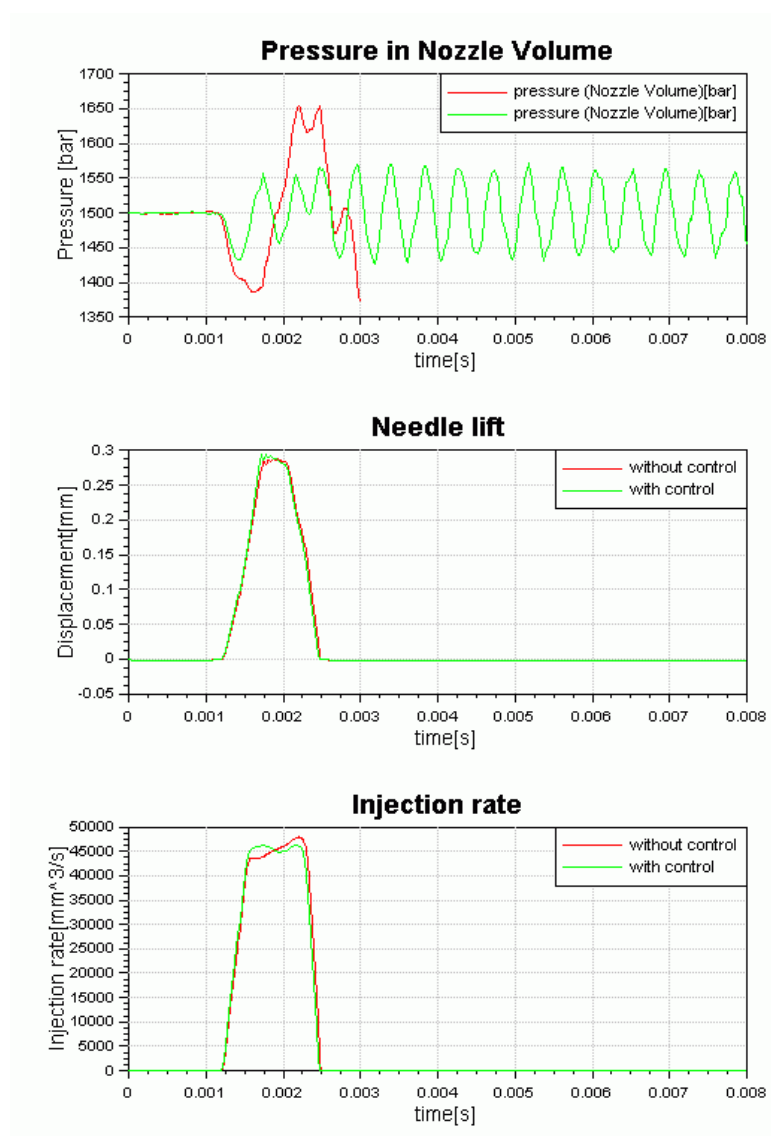 Pressure in Nozzle Volume
1700
1650
1600
1550
1500
1450
1400
1350
Pressure [bar]
pressure (Nozzle Volume)[bar]
pressure (Nozzle Volume)[bar]
0 0.001 0.002 0.003 0.004 0.005 0.006 0.007 0.008
time[s]
Needle lift
0.3
0.25
0.2
0.15
0.1
0.05
0
-0.05
Displacement[mm]
without control
with control
0 0.001 0.002 0.003 0.004 0.005 0.006 0.007 0.008
time[s]
Injection rate
50000
45000
40000
35000
30000
25000
20000
15000
10000
5000
0
Injection rate[mm^3/s]
without control
with control
0 0.001 0.002 0.003 0.004 0.005 0.006 0.007 0.008
time[s]